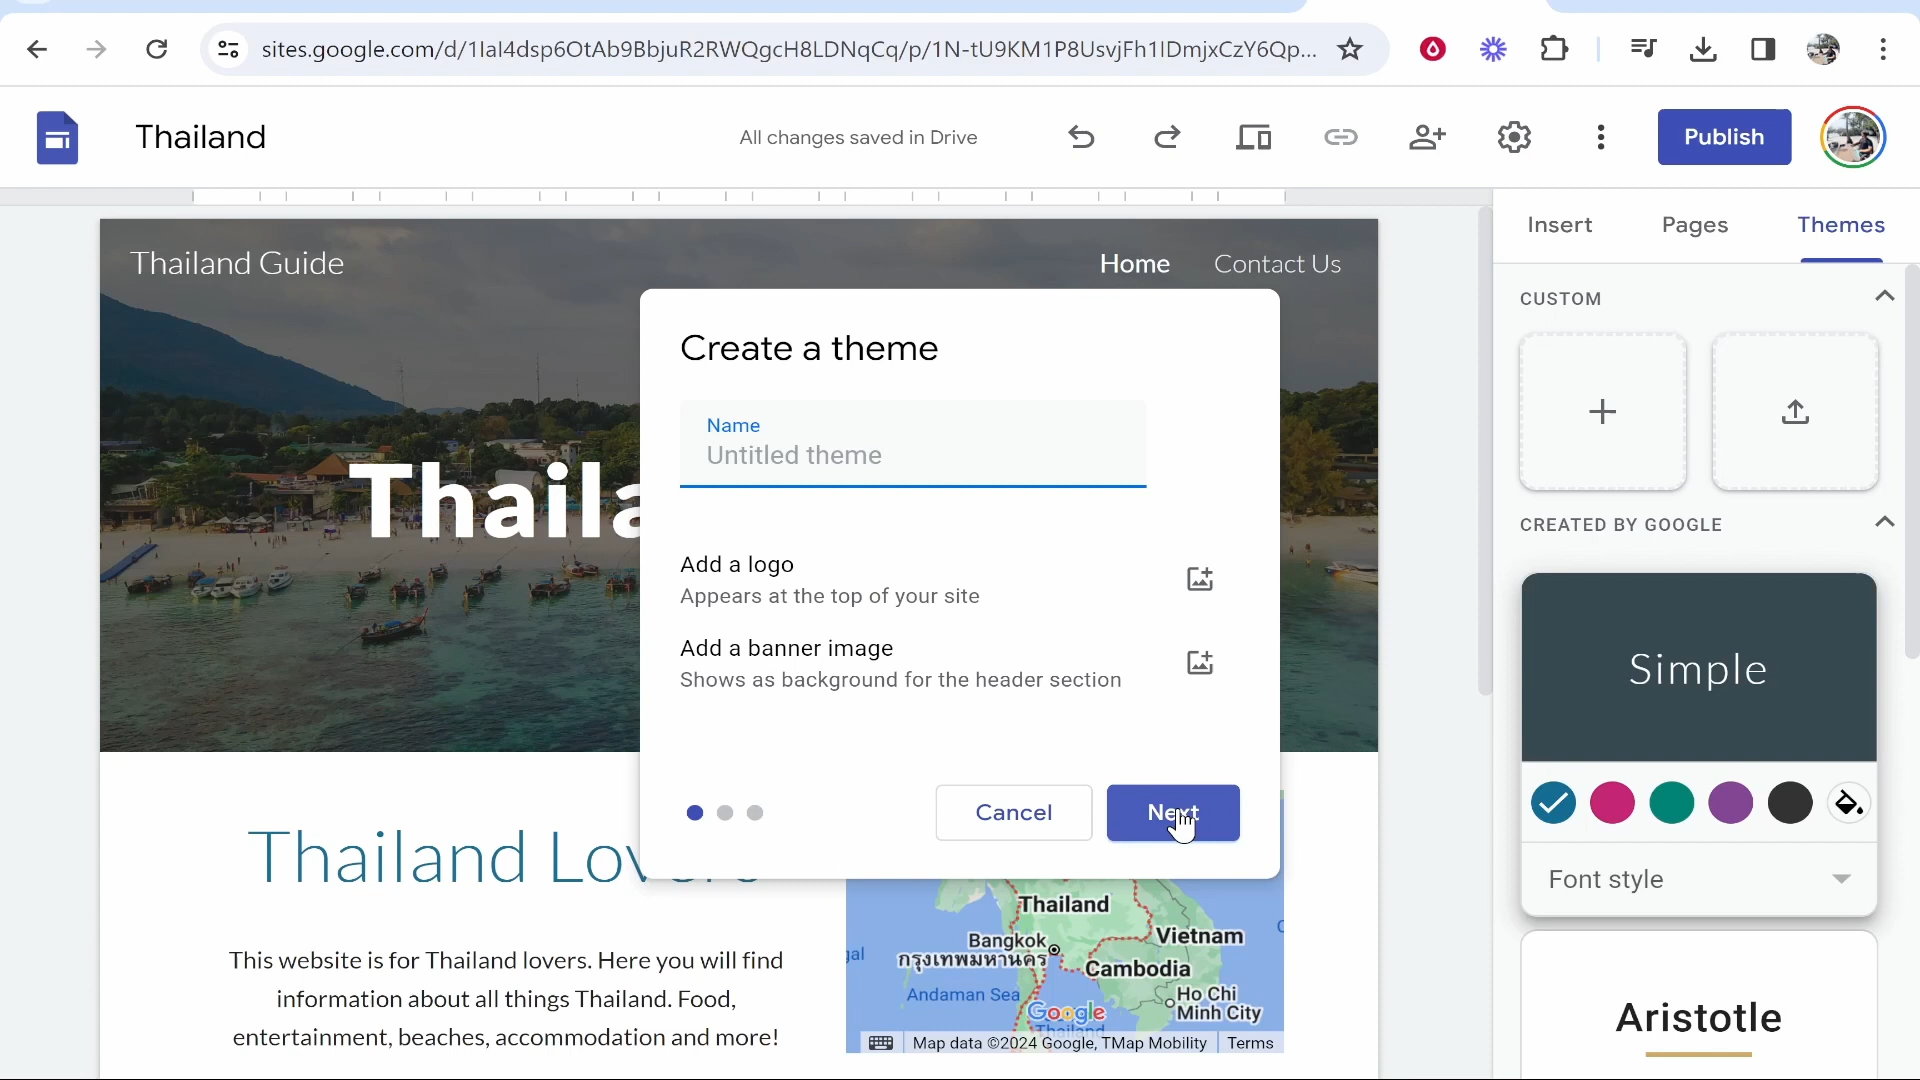 sites.google.com/d/1IaI4dsp6OtAb9BbjuR2RWQgcH8LDNqCq/p/1N-tU9KM1P8UsvjFh1IDmjxCzY6Qp...
Thailand
All changes saved in Drive
Publish
Insert
Pages
Themes
Thailand Guide
Home
Contact Us
CUSTOM
Create a theme
Name
Untitled theme
Add a logo
Appears at the top of your site
Add a banner image
Shows as background for the header section
Cancel
Next
CREATED BY GOOGLE
Simple
Font style
Aristotle
Thaila
Thailand Lovers
This website is for Thailand lovers. Here you will find
information about all things Thailand. Food,
entertainment, beaches, accommodation and more!
Thailand
Vietnam
Bangkok
กรุงเทพมหานคร
Cambodia
Andaman Sea
Ho Chi
Minh City
Google
Thailand
Map data ©2024 Google, TMap Mobility
Terms